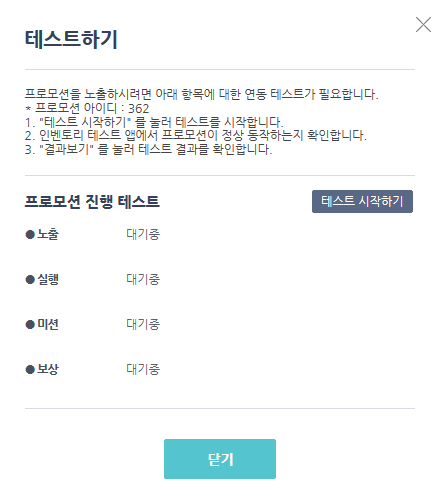 테스트하기
프로모션을 노출하시려면 아래 항목에 대한 연동 테스트가 필요합니다.
* 프로모션 아이디 : 362
1. "테스트 시작하기" 를 눌러 테스트를 시작합니다.
2. 인벤토리 테스트 앱에서 프로모션이 정상 동작하는지 확인합니다.
3. "결과보기" 를 눌러 테스트 결과를 확인합니다.
프로모션 진행 테스트 테스트 시작하기
● 노출 대기중
● 실행 대기중
● 미션 대기중
● 보상 대기중
닫기